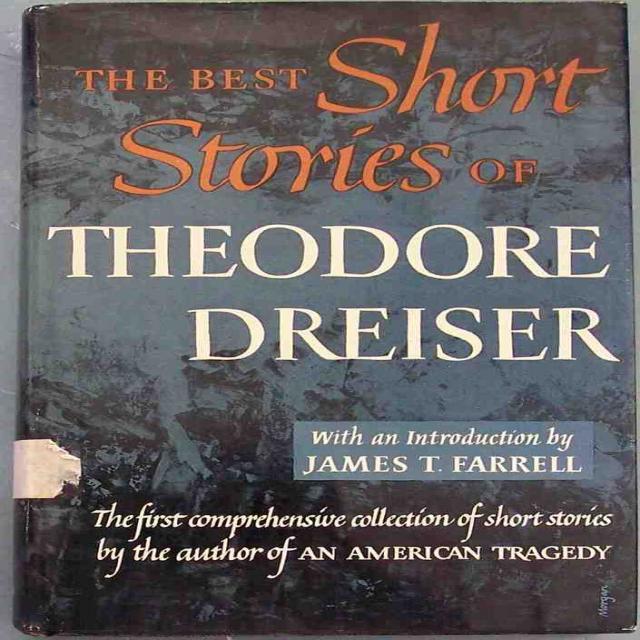 THE BEST Short
Stories OF
THEODORE
DREISER
With an Introduction by
JAMES T. FARRELL
The first comprehensive collection of short stories
by the author of AN AMERICAN TRAGEDY
Morgan